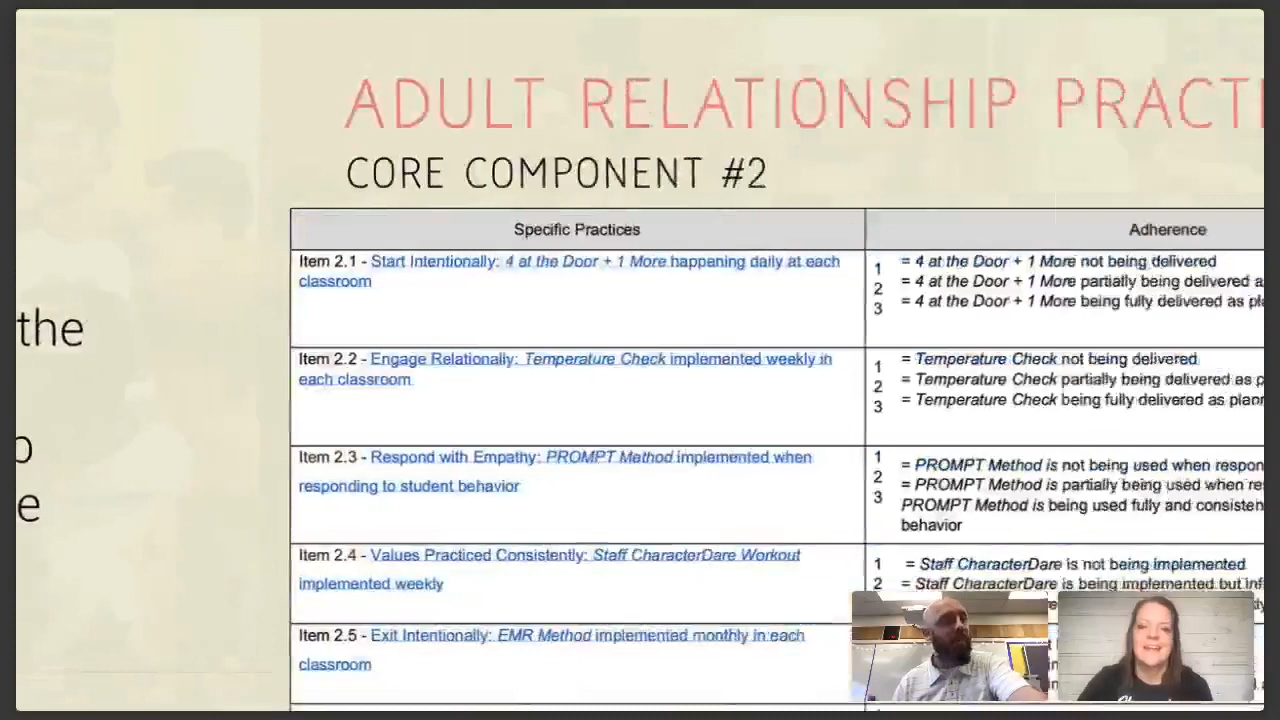 ADULT RELATIONSHIP PRACTI
CORE COMPONENT #2
the
e
Specific Practices
Adherence
Item 2.1 - Start Intentionally: 4 at the Door + 1 More happening daily at each
classroom
1 = 4 at the Door + 1 More not being delivered
2 = 4 at the Door + 1 More partially being delivered a
3 = 4 at the Door + 1 More being fully delivered as pl
Item 2.2 - Engage Relationally: Temperature Check implemented weekly in
each classroom
1 = Temperature Check not being delivered
2 = Temperature Check partially being delivered as p
3 = Temperature Check being fully delivered as plan
Item 2.3 - Respond with Empathy: PROMPT Method implemented when
responding to student behavior
1 = PROMPT Method is not being used when respon
2 = PROMPT Method is partially being used when re
3 PROMPT Method is being used fully and consisten
behavior
Item 2.4 - Values Practiced Consistently: Staff CharacterDare Workout
implemented weekly
1 = Staff CharacterDare is not being implemented
2 = Staff CharacterDare is being implemented but inf
Item 2.5 - Exit Intentionally: EMR Method implemented monthly in each
classroom